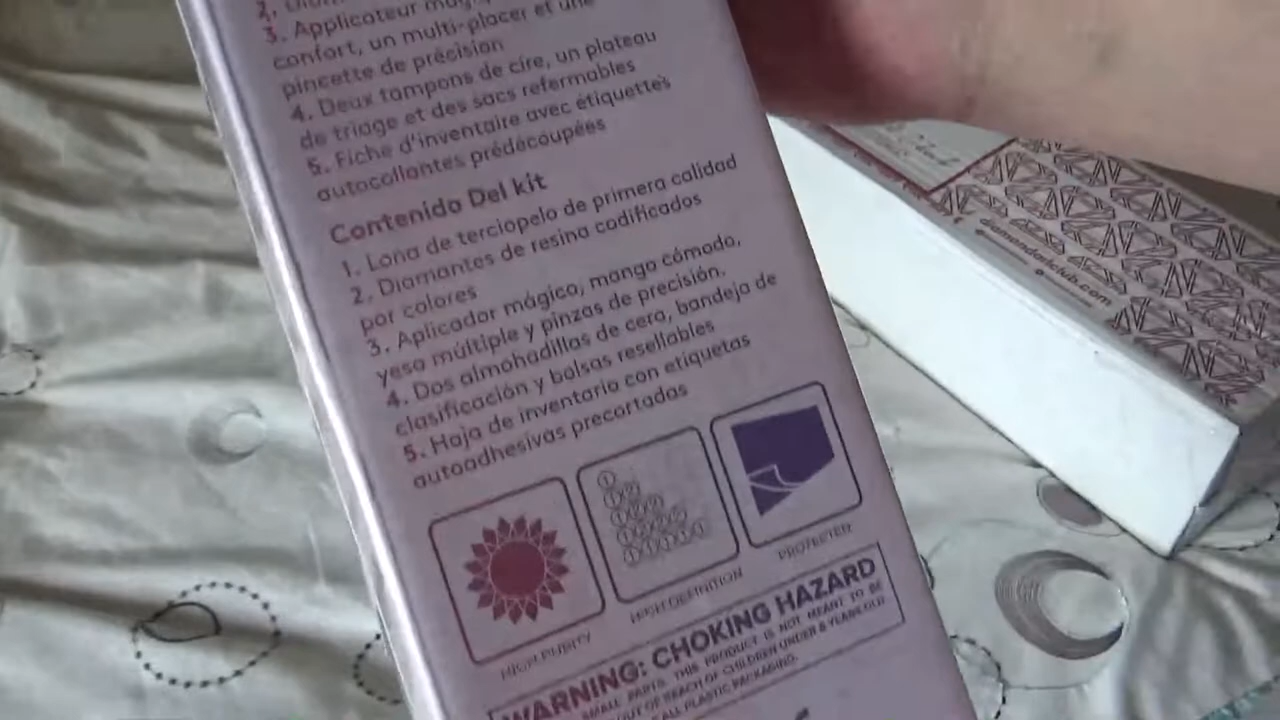 2.
3. Applicateur
confort, un multi-placer et une
pincette de précision
4. Deux tampons de cire, un plateau
de triage et des sacs refermables
5. Fiche d'inventaire avec étiquettes
autocollantes prédécoupées
Contenido Del kit
1. Lona de terciopelo de primera calidad
2. Diamantes de resina codificados
por colores
3. Aplicador mágico, mango cómodo,
yeso múltiple y pinzas de precisión.
4. Dos almohadillas de cera, bandeja de
clasificación y bolsas resellables
5. Hoja de inventario con etiquetas
autoadhesivas precortadas
HIGH PURITY
HIGH DEFINITION
PROTECTED
WARNING: CHOKING HAZARD
SMALL PARTS. THIS PRODUCT IS NOT MEANT TO BE
OUT OF REACH OF CHILDREN UNDER 8 YEARS OLD.
ALL PLASTIC PACKAGING.
diamondartclub.com